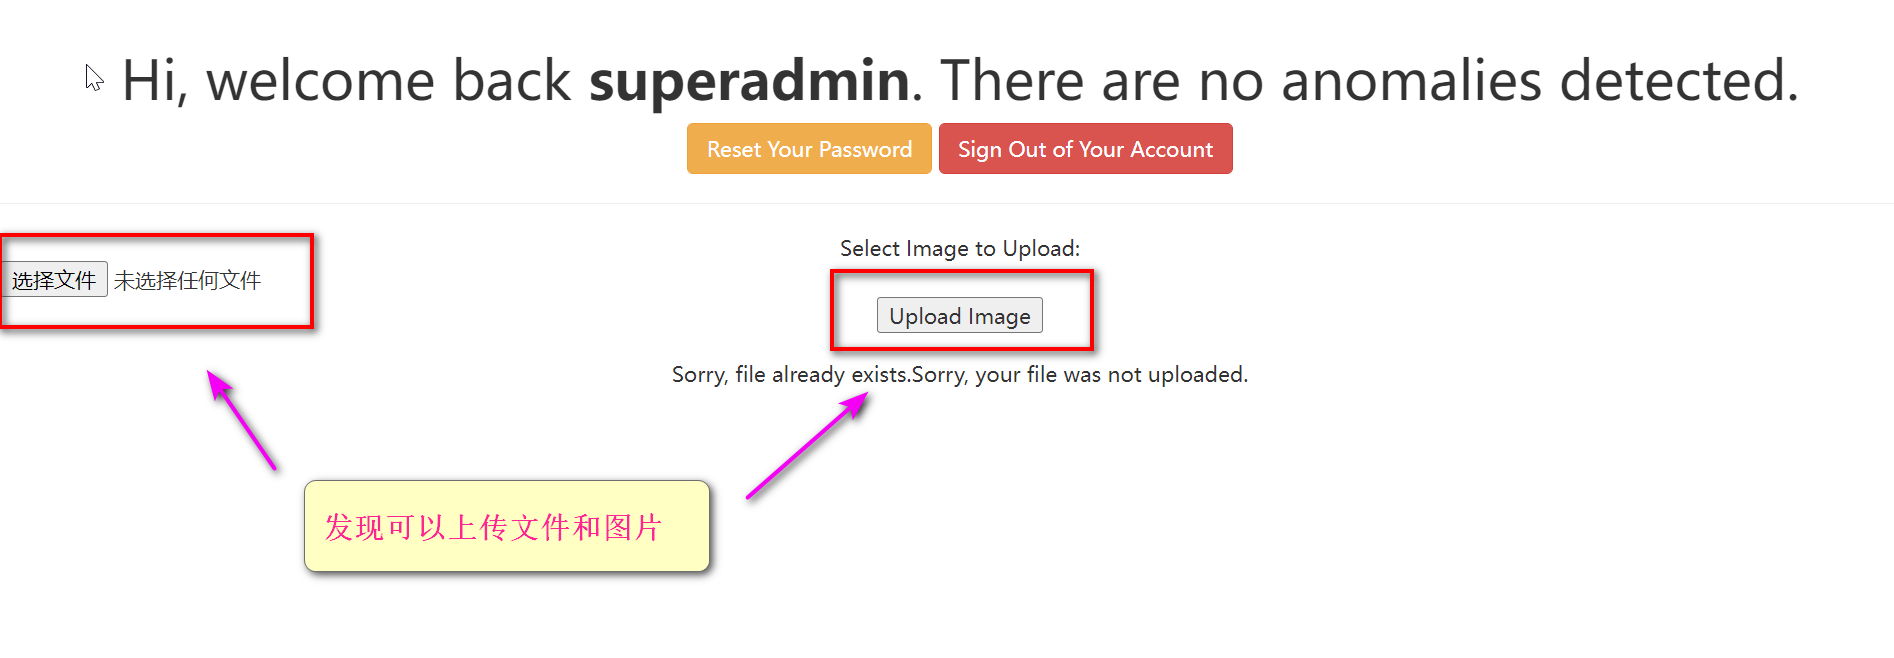 Hi, welcome back superadmin. There are no anomalies detected.
Reset Your Password Sign Out of Your Account
Select Image to Upload:
选择文件 未选择任何文件
Upload Image
Sorry, file already exists.Sorry, your file was not uploaded.
发现可以上传文件和图片